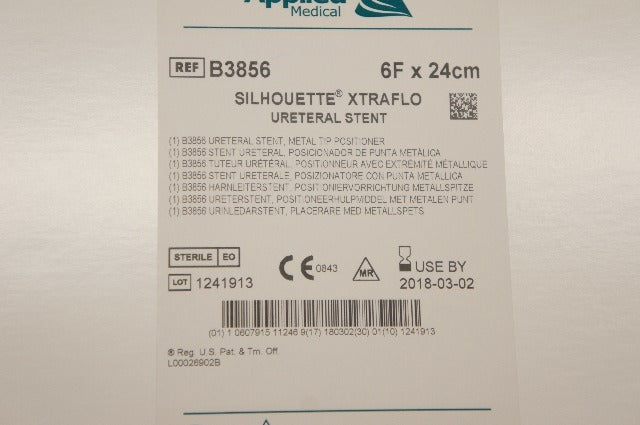 Applied
Medical
REF B3856 6F x 24cm
SILHOUETTE® XTRAFLO
URETERAL STENT
(1) B3856 URETERAL STENT, METAL TIP POSITIONER
(1) B3856 STENT URETERAL, POSICIONADOR DE PUNTA METÁLICA
(1) B3856 TUTEUR URÉTÉRAL, POSITIONNEUR AVEC EXTRÉMITÉ MÉTALLIQUE
(1) B3856 STENT URETERALE, POSIZIONATORE CON PUNTA METALLICA
(1) B3856 HARNLEITERSTENT, POSITIONIERVORRICHTUNG METALLSPITZE
(1) B3856 URETERSTENT, POSITIONEERHULPMIDDEL MET METALEN PUNT
(1) B3856 URINLEDARSTENT, PLACERARE MED METALLSPETS
STERILE EO
CE 0843
MR
USE BY
LOT 1241913
2018-03-02
(01) 1 0607915 11246 9(17) 180302(30) 01(10) 1241913
® Reg. U.S. Pat. & Tm. Off.
L00026902B